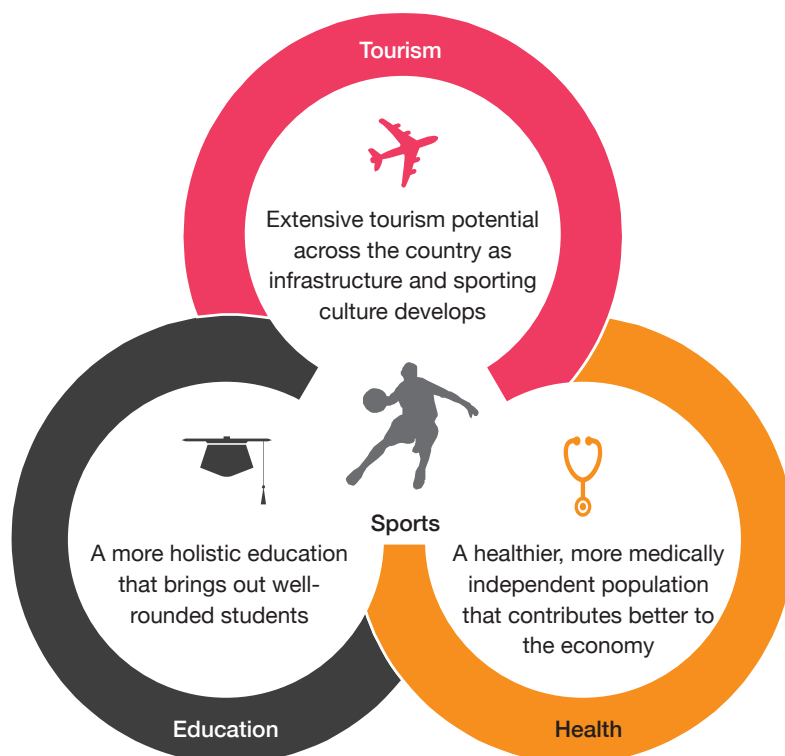 Tourism
Extensive tourism potential
across the country as
infrastructure and sporting
culture develops
Sports
A more holistic education
that brings out well-
rounded students
Education
A healthier, more medically
independent population
that contributes better to
the economy
Health